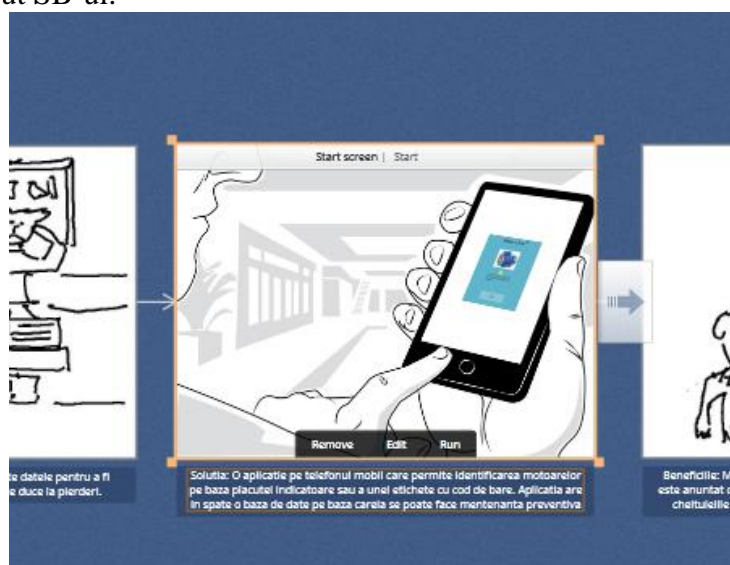 ut SB-ul.
Start screen | Start
Remove Edit Run
te datele pentru a fi
e duce la pierderi.
Solutia: O aplicatie pe telefonul mobil care permite identificarea motoarelor
pe baza placutei indicatoare sau a unei etichete cu cod de bare. Aplicatia are
in spate o baza de date pe baza careia se poate face mentenanta preventiva
Beneficiile: M
este anuntat
cheltuielile